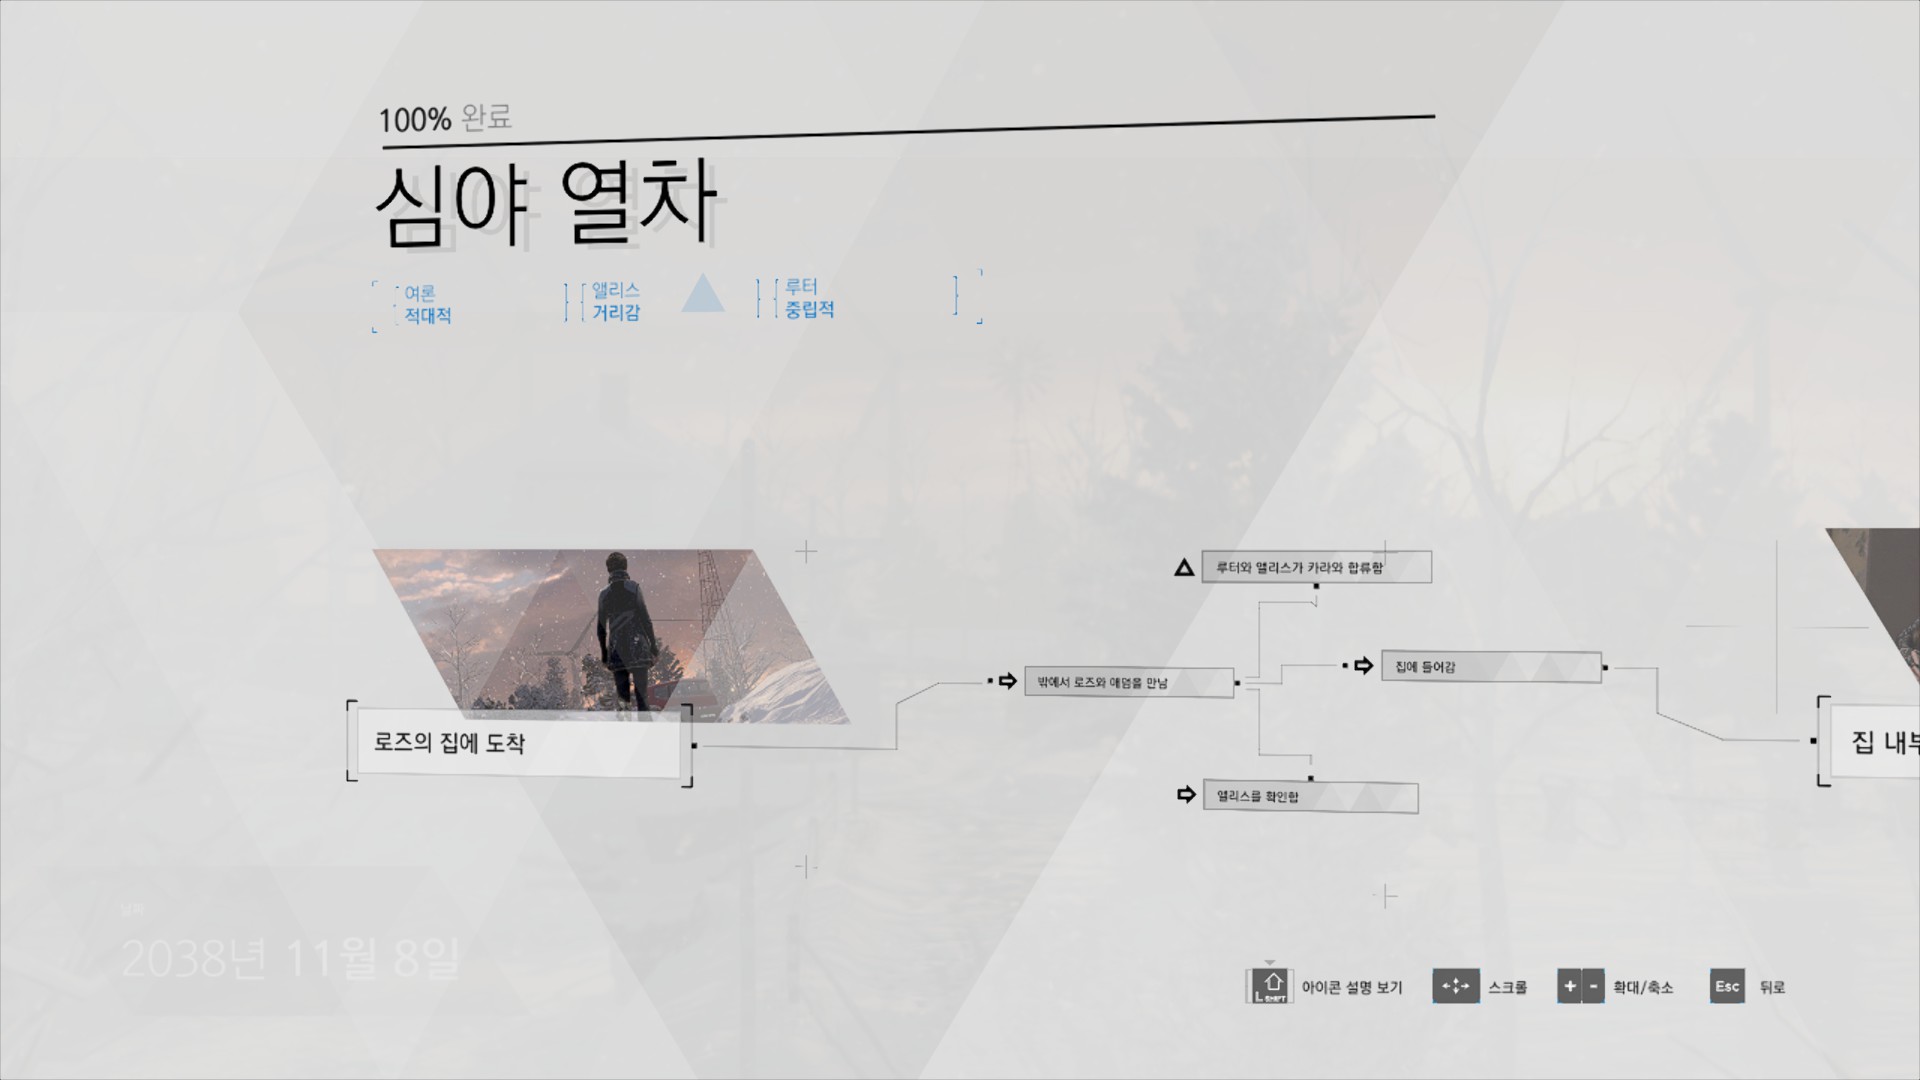 100% 완료
심야 열차
여론
적대적
앨리스
거리감
루터
중립적
루터와 앨리스가 카라와 합류함
밖에서 로즈와 애덤을 만남
집에 들어감
로즈의 집에 도착
집 내부
앨리스를 확인함
날짜
2038년 11월 8일
L SHIFT
아이콘 설명 보기
스크롤
+ -
확대/축소
Esc
뒤로